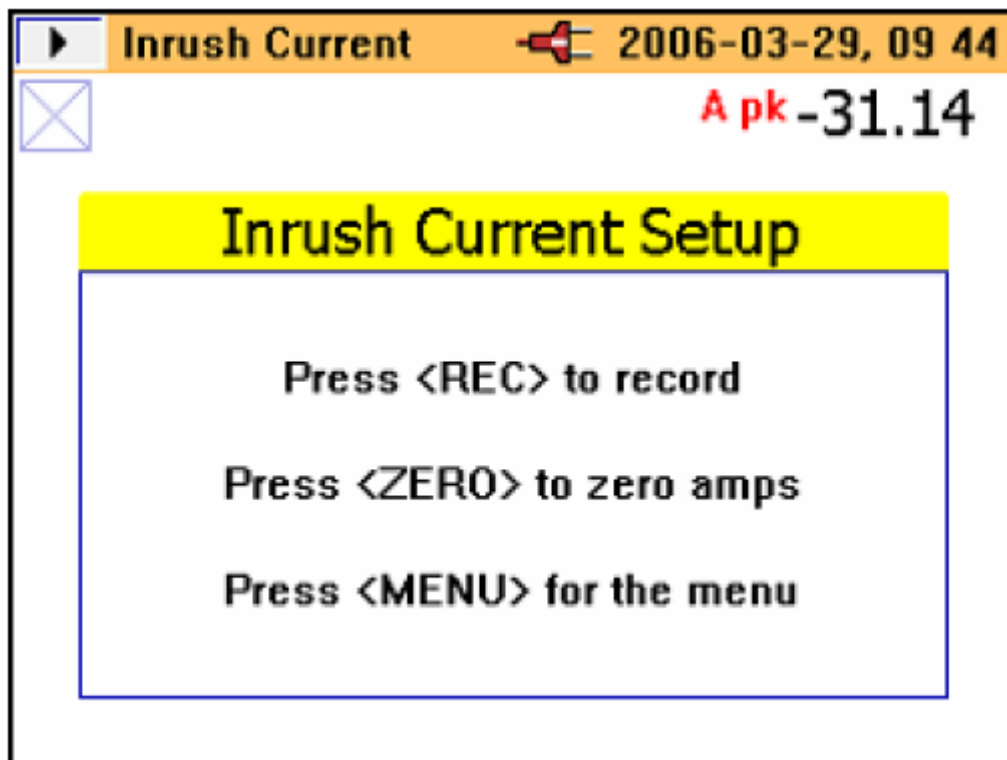 Inrush Current 2006-03-29, 09 44
A pk -31.14
Inrush Current Setup
Press <REC> to record
Press <ZERO> to zero amps
Press <MENU> for the menu